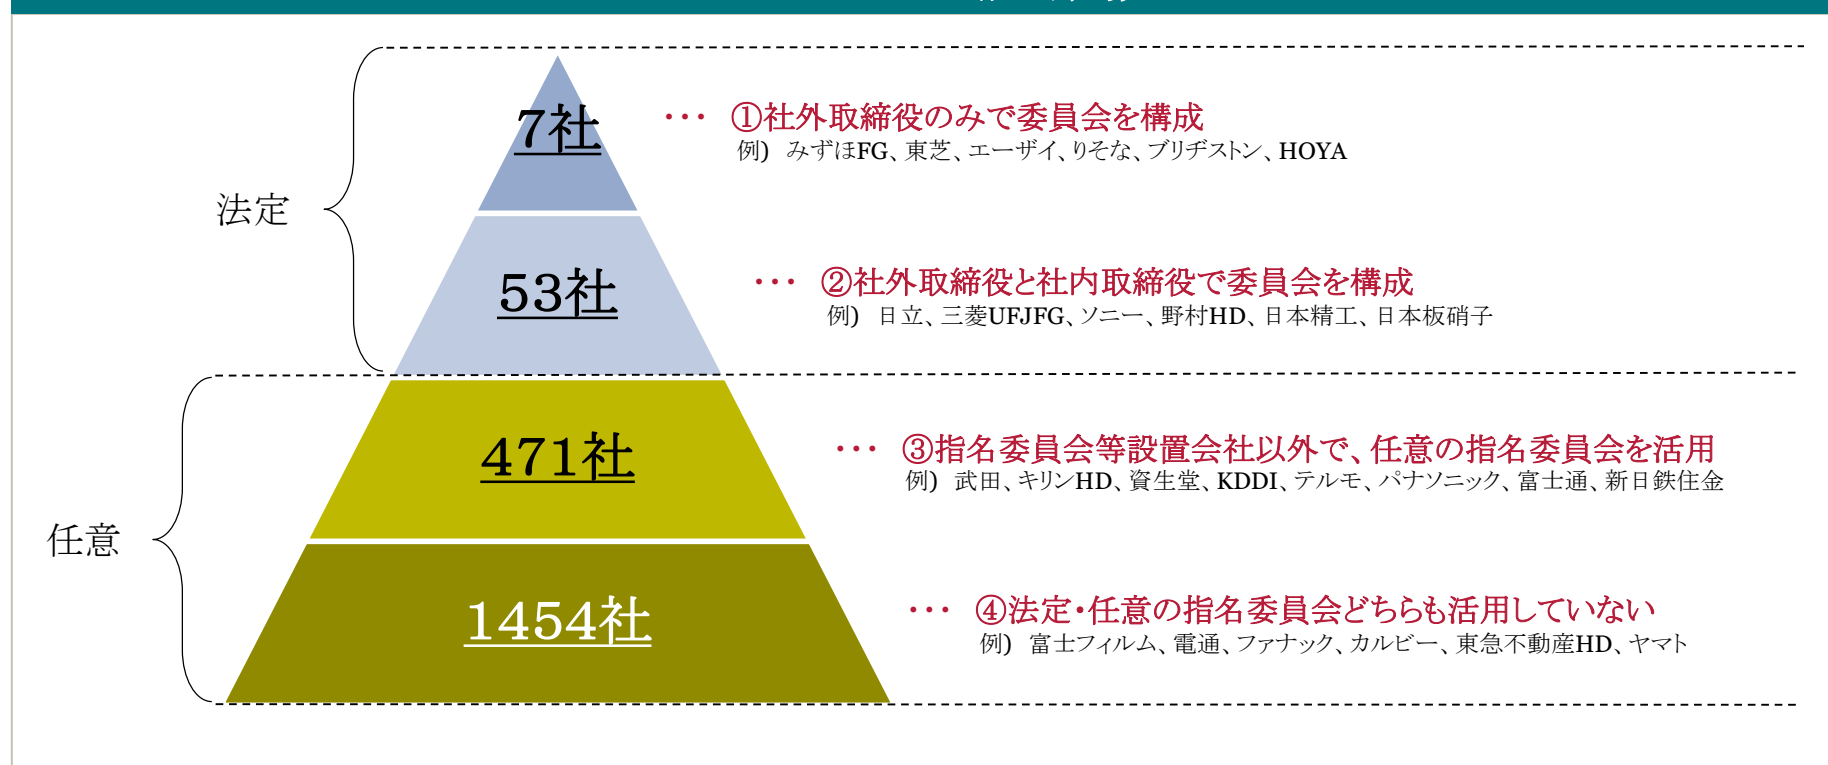 法定
7社
・・・ ①社外取締役のみで委員会を構成
例) みずほFG、東芝、エーザイ、りそな、ブリヂストン、HOYA
53社
・・・ ②社外取締役と社内取締役で委員会を構成
例) 日立、三菱UFJFG、ソニー、野村HD、日本精工、日本板硝子
任意
471社
・・・ ③指名委員会等設置会社以外で、任意の指名委員会を活用
例) 武田、キリンHD、資生堂、KDDI、テルモ、パナソニック、富士通、新日鉄住金
1454社
・・・ ④法定・任意の指名委員会どちらも活用していない
例) 富士フィルム、電通、ファナック、カルビー、東急不動産HD、ヤマト